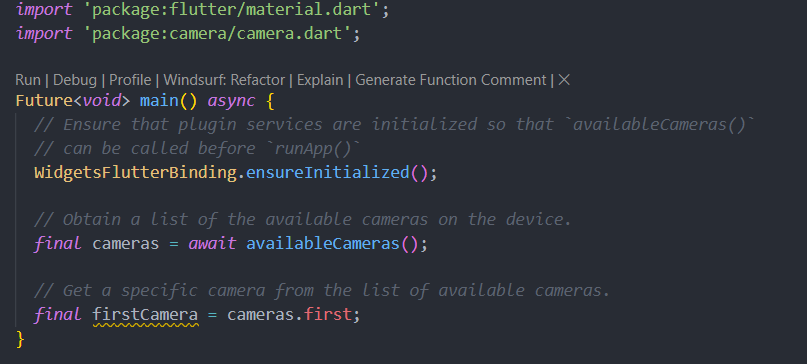 import 'package:flutter/material.dart';
import 'package:camera/camera.dart';
Run | Debug | Profile | Windsurf: Refactor | Explain | Generate Function Comment | ×
Future<void> main() async {
// Ensure that plugin services are initialized so that `availableCameras()`
// can be called before `runApp()`
WidgetsFlutterBinding.ensureInitialized();
// Obtain a list of the available cameras on the device.
final cameras = await availableCameras();
// Get a specific camera from the list of available cameras.
final firstCamera = cameras.first;
}